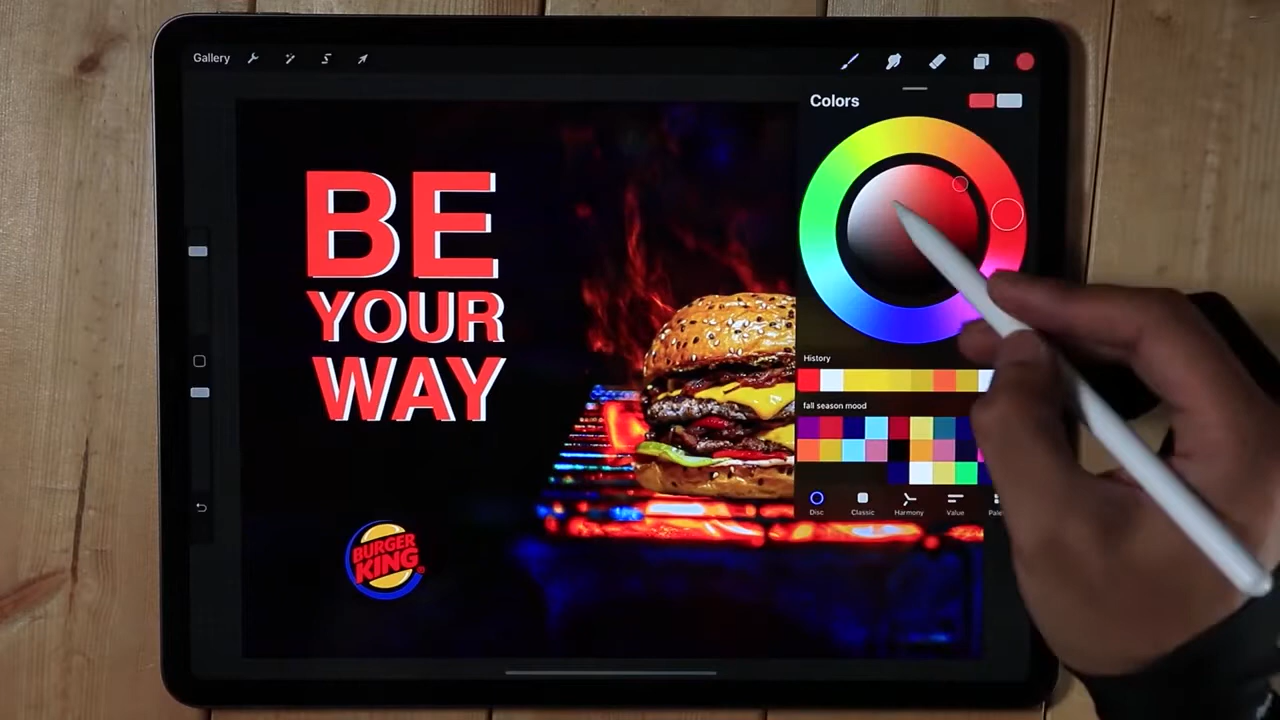 Gallery
Colors
BE
YOUR
WAY
History
fall season mood
Disc
Classic
Harmony
Value
BURGER
KING